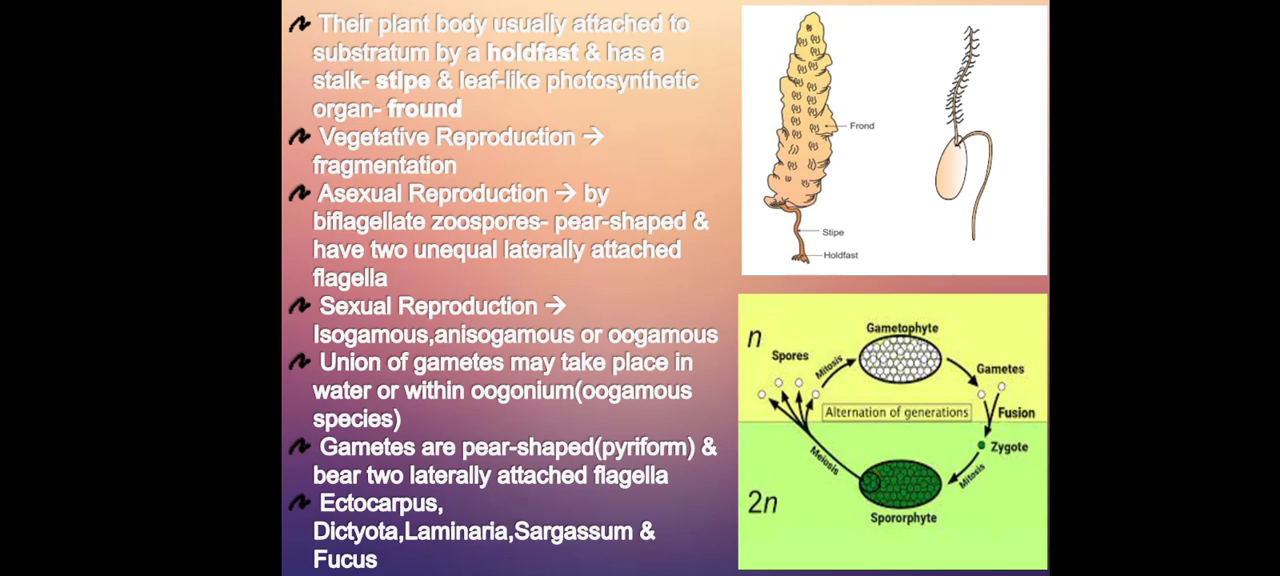 Their plant body usually attached to
substratum by a holdfast & has a
stalk- stipe & leaf-like photosynthetic
organ- fround
Vegetative Reproduction →
fragmentation
Asexual Reproduction → by
biflagellate zoospores- pear-shaped &
have two unequal laterally attached
flagella
Sexual Reproduction →
Isogamous,anisogamous or oogamous
Union of gametes may take place in
water or within oogonium(oogamous
species)
Gametes are pear-shaped(pyriform) &
bear two laterally attached flagella
Ectocarpus,
Dictyota,Laminaria,Sargassum &
Fucus
Frond
Stipe
Holdfast
n
Gametophyte
Spores
Mitosis
Gametes
Alternation of generations
Fusion
Zygote
Meiosis
Mitosis
2n
Spororphyte